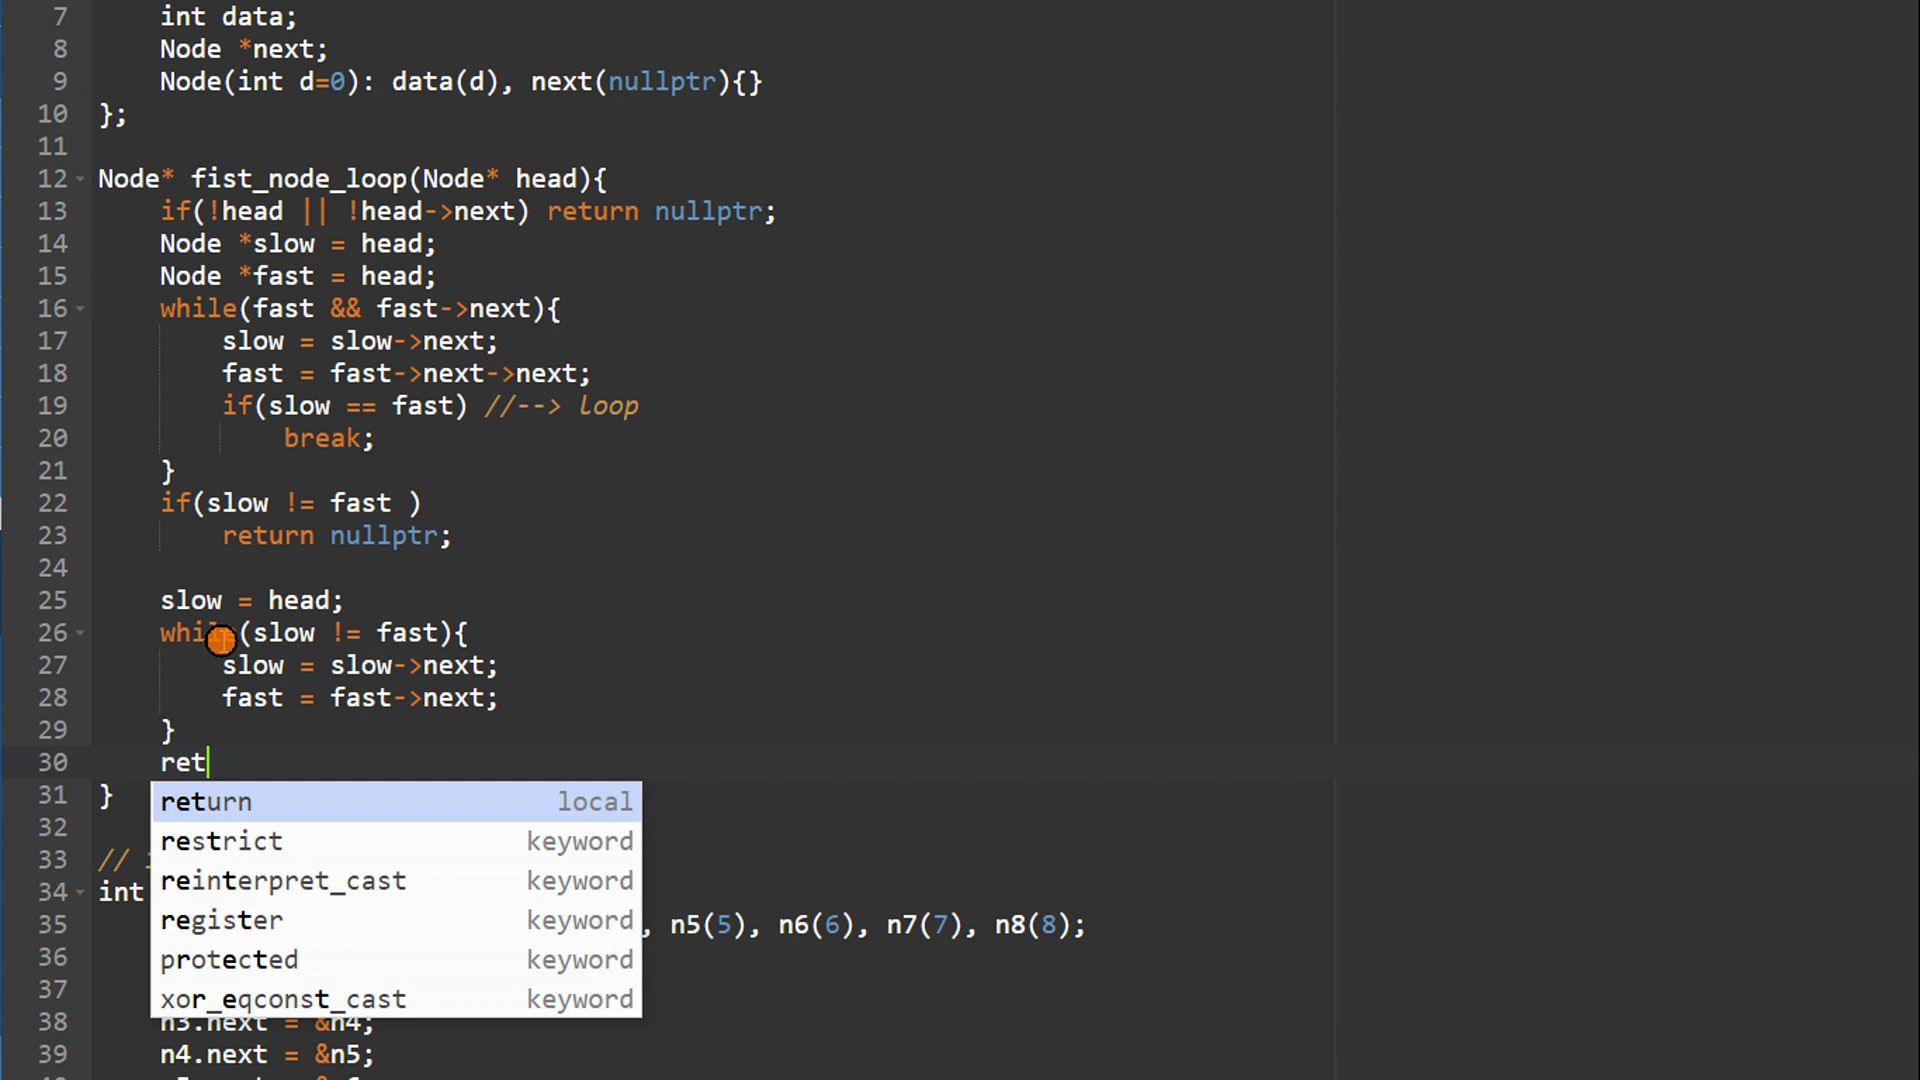 7 int data;
8 Node *next;
9 Node(int d=0): data(d), next(nullptr){}
10 };
11
12 Node* fist_node_loop(Node* head){
13 if(!head || !head->next) return nullptr;
14 Node *slow = head;
15 Node *fast = head;
16 while(fast && fast->next){
17 slow = slow->next;
18 fast = fast->next->next;
19 if(slow == fast) //--> loop
20 break;
21 }
22 if(slow != fast )
23 return nullptr;
24
25 slow = head;
26 while(slow != fast){
27 slow = slow->next;
28 fast = fast->next;
29 }
30 ret
31 }
return local
32
restrict keyword
33 //
reinterpret_cast keyword
34 int
register keyword
35 , n5(5), n6(6), n7(7), n8(8);
36
protected keyword
37
xor_eqconst_cast keyword
38 n3.next = &n4;
39 n4.next = &n5;